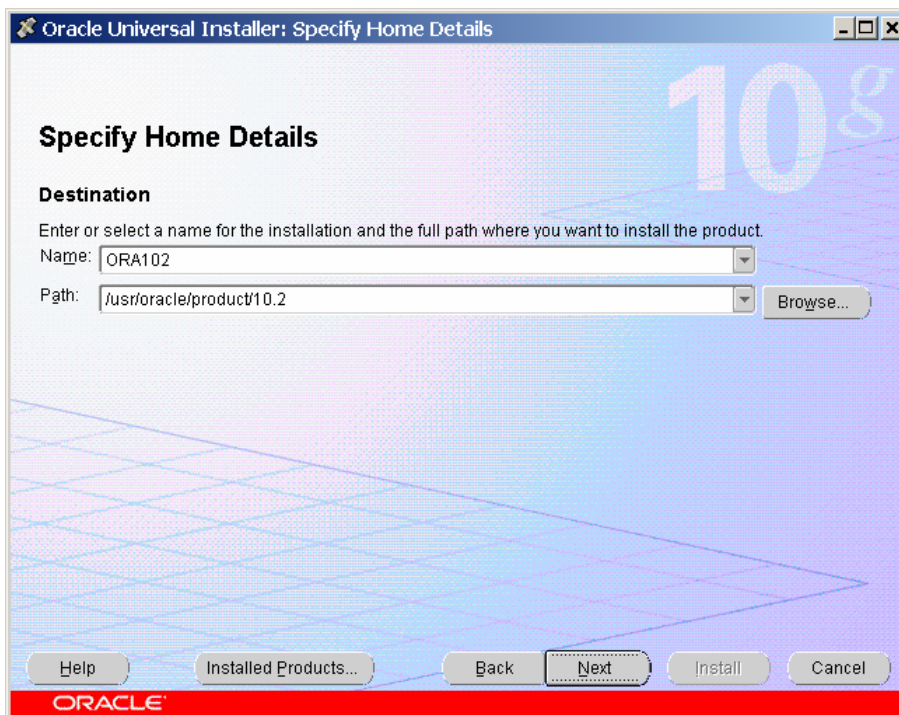 Oracle Universal Installer: Specify Home Details
10g
Specify Home Details
Destination
Enter or select a name for the installation and the full path where you want to install the product.
Name: ORA102
Path: /usr/oracle/product/10.2 Browse...
Help Installed Products... Back Next Install Cancel
ORACLE